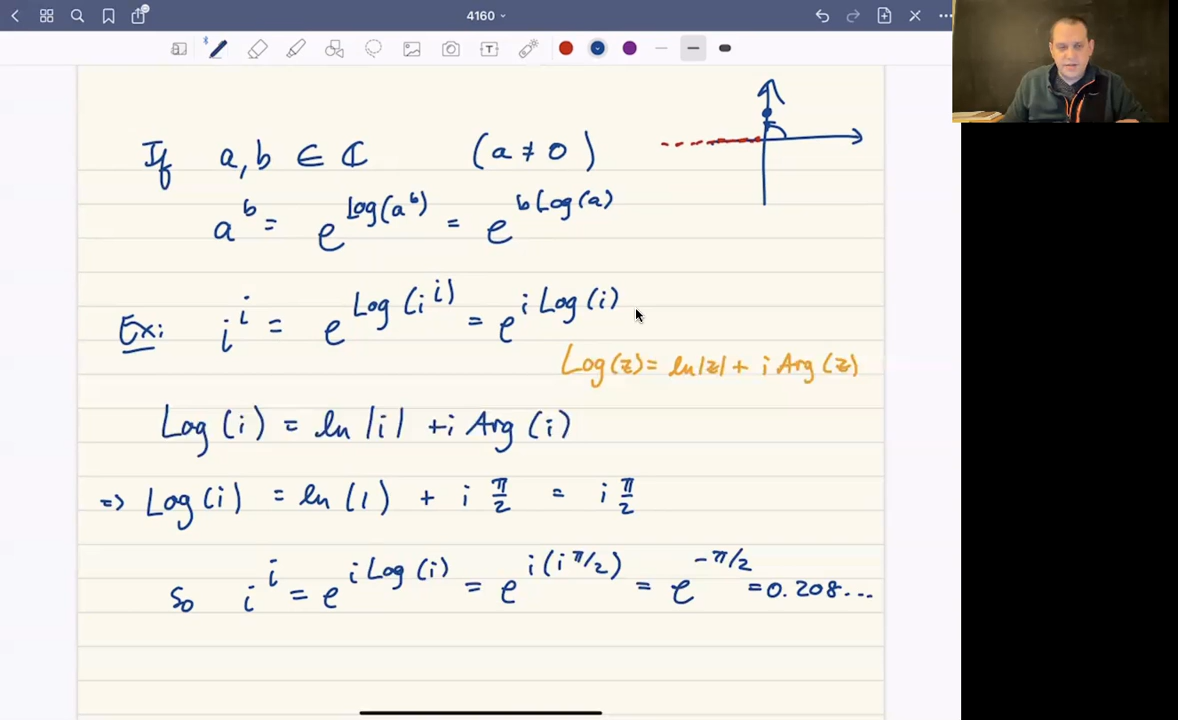 4160
If a, b ∈ ℂ (a ≠ 0)
a^b = e^{Log(a^b)} = e^{b Log(a)}
Ex: i^i = e^{Log(i^i)} = e^{i Log(i)}
Log(z) = ln|z| + i Arg(z)
Log(i) = ln|i| + i Arg(i)
=> Log(i) = ln(1) + i π/2 = i π/2
So i^i = e^{i Log(i)} = e^{i(i π/2)} = e^{-π/2} = 0.208...